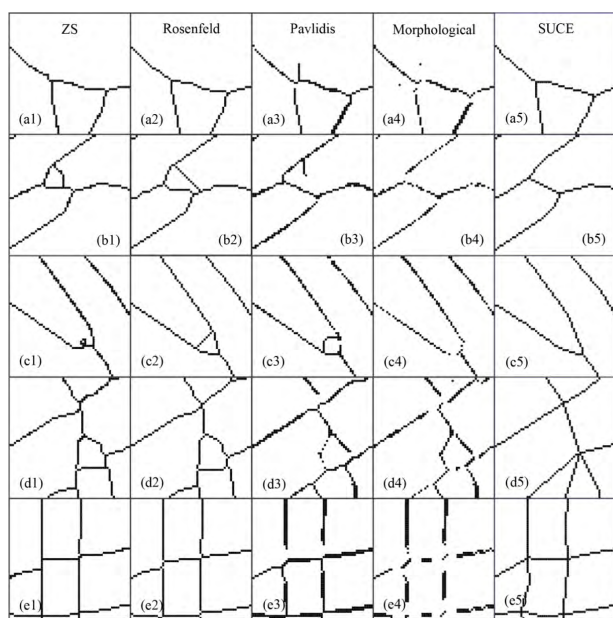 ZS Rosenfeld Pavlidis Morphological SUCE
(a1) (a2) (a3) (a4) (a5)
(b1) (b2) (b3) (b4) (b5)
(c1) (c2) (c3) (c4) (c5)
(d1) (d2) (d3) (d4) (d5)
(e1) (e2) (e3) (e4) (e5)